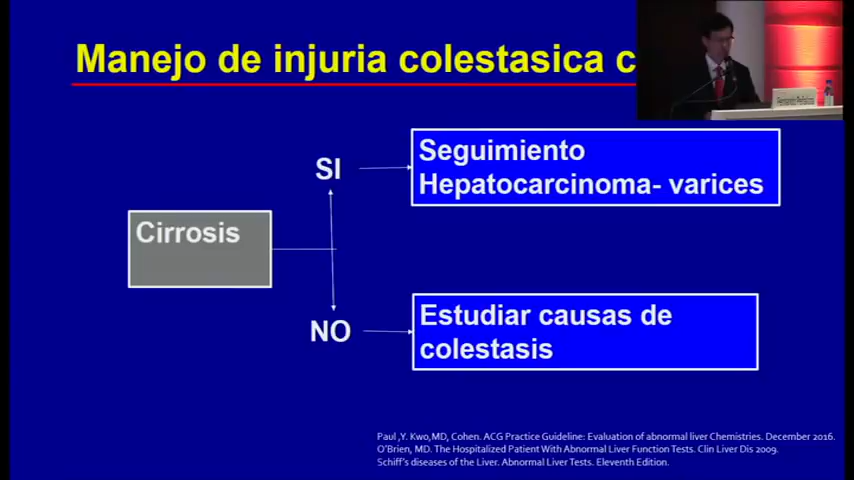 Manejo de injuria colestasica c
SI
Seguimiento
Hepatocarcinoma- varices
Cirrosis
NO
Estudiar causas de
colestasis
Paul ,Y. Kwo,MD, Cohen. ACG Practice Guideline: Evaluation of abnormal liver Chemistries. December 2016.
O'Brien, MD. The Hospitalized Patient With Abnormal Liver Function Tests. Clin Liver Dis 2009.
Schiff's diseases of the Liver. Abnormal Liver Tests. Eleventh Edition.